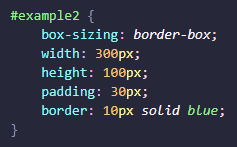 #example2 {
box-sizing: border-box;
width: 300px;
height: 100px;
padding: 30px;
border: 10px solid blue;
}